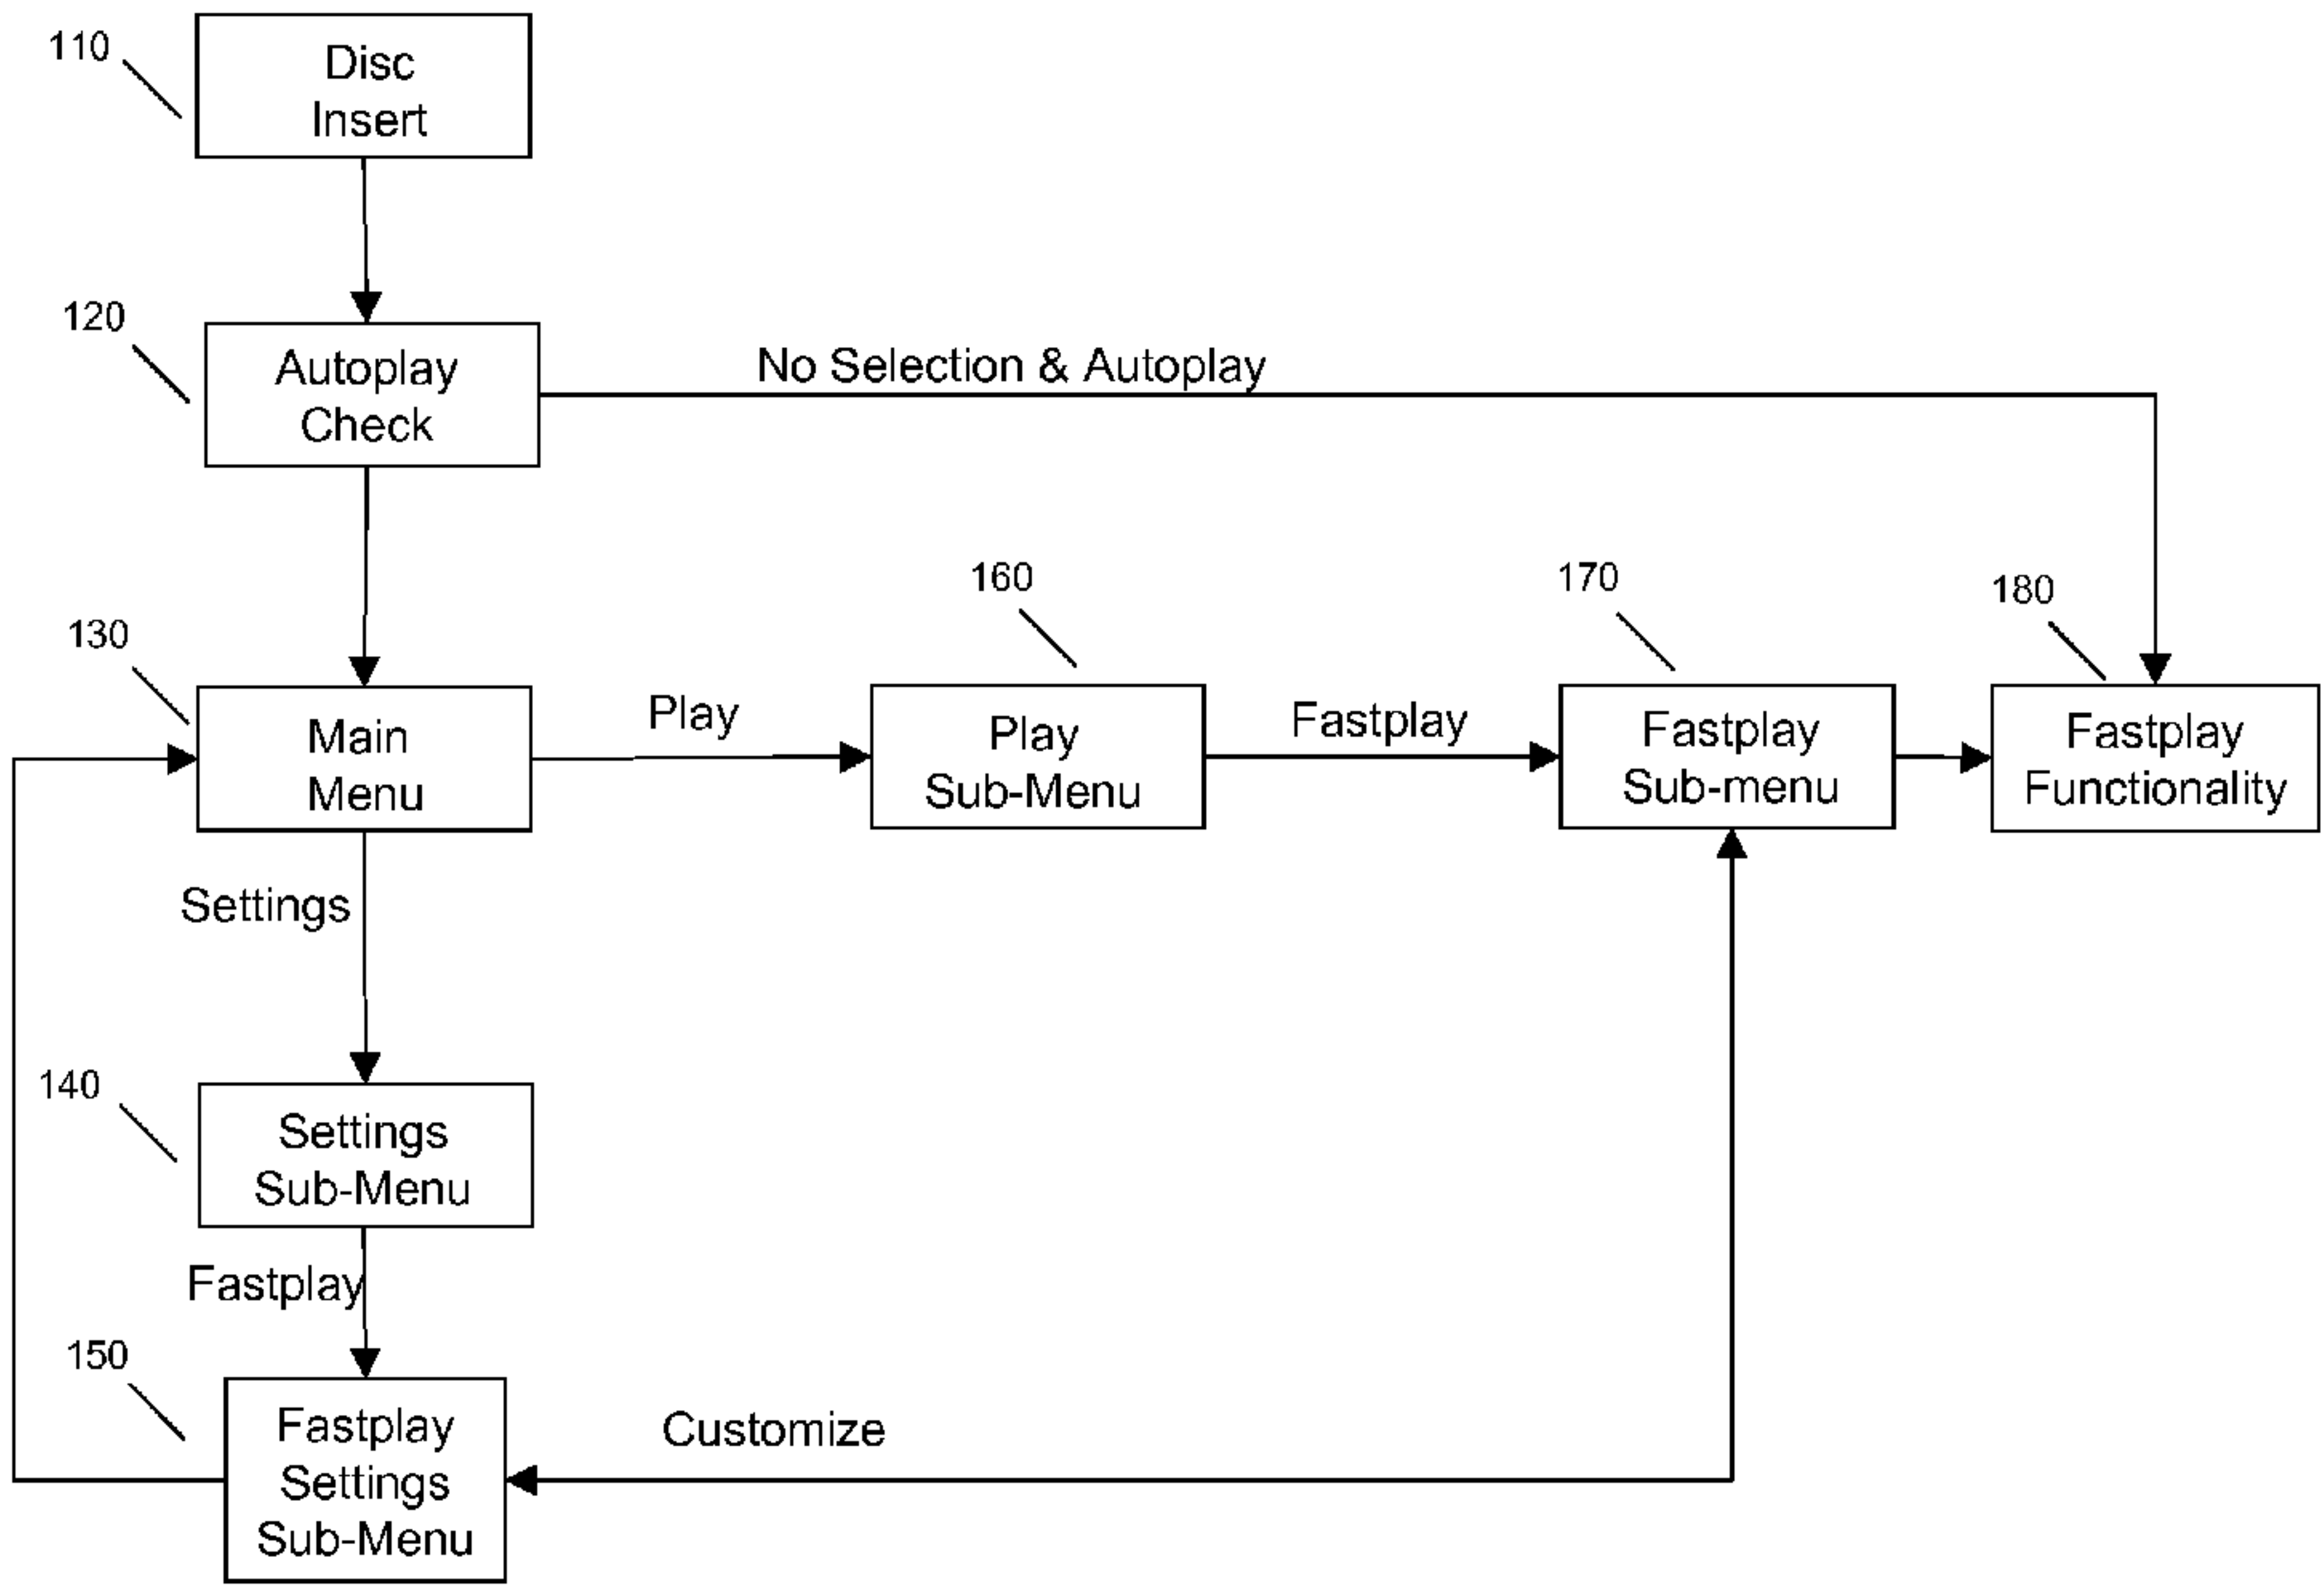 110
Disc
Insert
120
Autoplay
Check
No Selection & Autoplay
130
Main
Menu
Play
160
Play
Sub-Menu
Fastplay
170
Fastplay
Sub-menu
180
Fastplay
Functionality
Settings
140
Settings
Sub-Menu
Fastplay
150
Fastplay
Settings
Sub-Menu
Customize